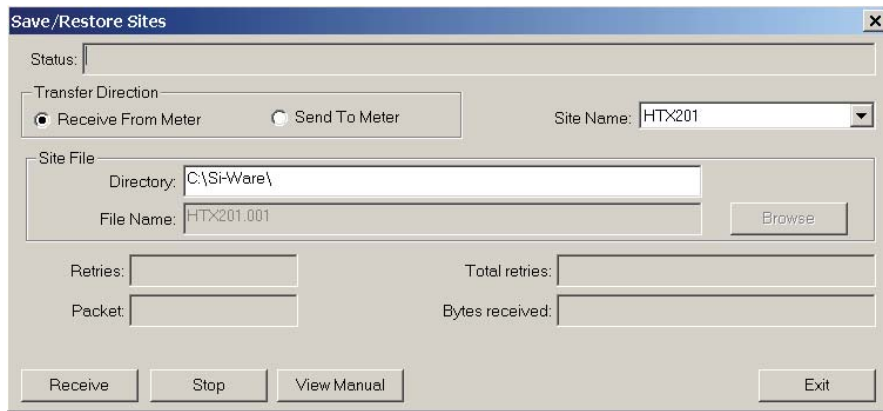 Save/Restore Sites
Status:
Transfer Direction
Receive From Meter
Send To Meter
Site Name: HTX201
Site File
Directory: C:\Si-Ware\
File Name: HTX201.001
Browse
Retries:
Total retries:
Packet:
Bytes received:
Receive
Stop
View Manual
Exit